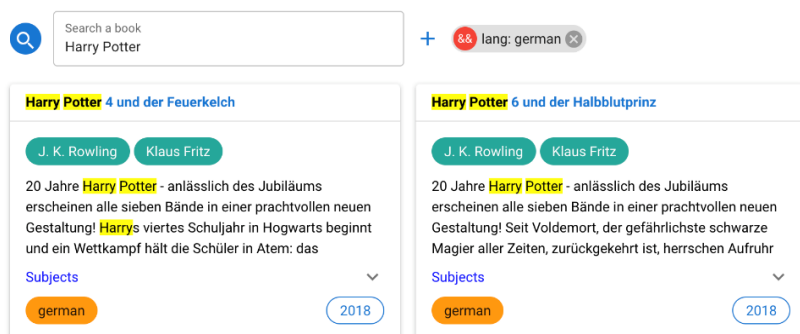 Search a book
Harry Potter
+
&& lang: german
Harry Potter 4 und der Feuerkelch
J. K. Rowling Klaus Fritz
20 Jahre Harry Potter - anlässlich des Jubiläums
erscheinen alle sieben Bände in einer prachtvollen neuen
Gestaltung! Harrys viertes Schuljahr in Hogwarts beginnt
und ein Wettkampf hält die Schüler in Atem: das
Subjects
german 2018
Harry Potter 6 und der Halbblutprinz
J. K. Rowling Klaus Fritz
20 Jahre Harry Potter - anlässlich des Jubiläums
erscheinen alle sieben Bände in einer prachtvollen neuen
Gestaltung! Seit Voldemort, der gefährlichste schwarze
Magier aller Zeiten, zurückgekehrt ist, herrschen Aufruhr
Subjects
german 2018